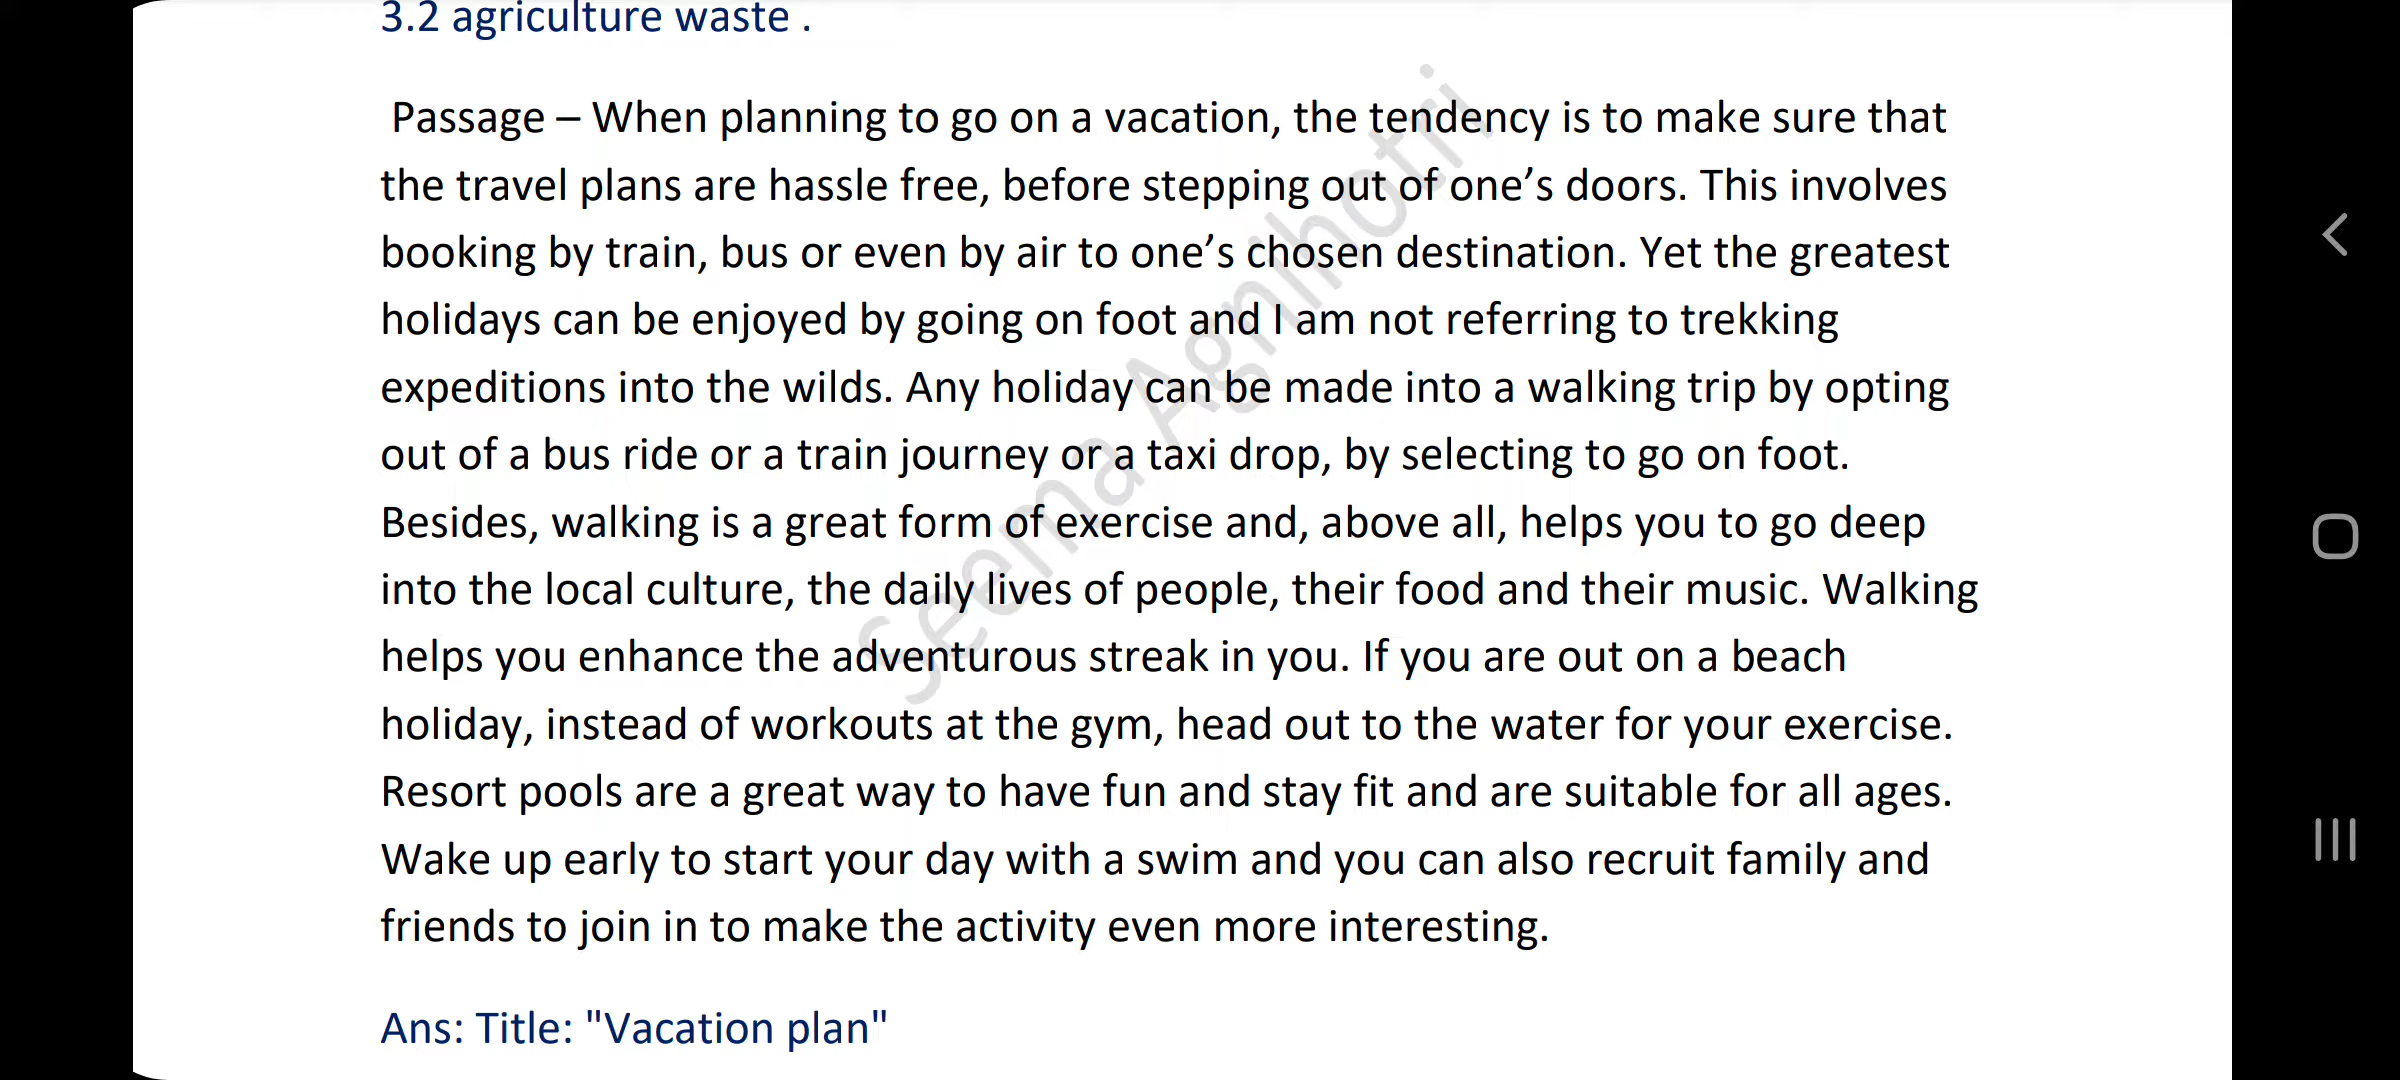 3.2 agriculture waste .
Passage – When planning to go on a vacation, the tendency is to make sure that
the travel plans are hassle free, before stepping out of one’s doors. This involves
booking by train, bus or even by air to one’s chosen destination. Yet the greatest
holidays can be enjoyed by going on foot and I am not referring to trekking
expeditions into the wilds. Any holiday can be made into a walking trip by opting
out of a bus ride or a train journey or a taxi drop, by selecting to go on foot.
Besides, walking is a great form of exercise and, above all, helps you to go deep
into the local culture, the daily lives of people, their food and their music. Walking
helps you enhance the adventurous streak in you. If you are out on a beach
holiday, instead of workouts at the gym, head out to the water for your exercise.
Resort pools are a great way to have fun and stay fit and are suitable for all ages.
Wake up early to start your day with a swim and you can also recruit family and
friends to join in to make the activity even more interesting.
Ans: Title: "Vacation plan"
Seema Agnihotri